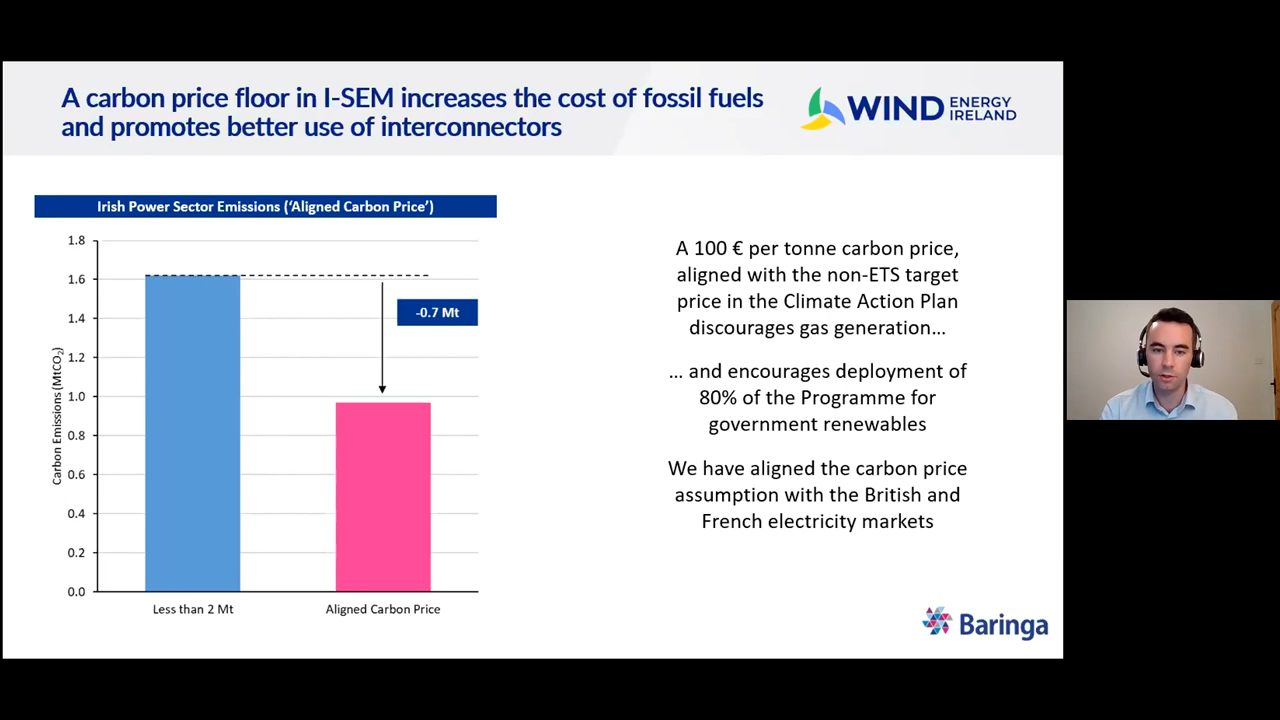 A carbon price floor in I-SEM increases the cost of fossil fuels
and promotes better use of interconnectors
WIND ENERGY
IRELAND
Irish Power Sector Emissions (‘Aligned Carbon Price’)
Carbon Emissions (MtCO₂)
1.8
1.6
1.4
1.2
1.0
0.8
0.6
0.4
0.2
0.0
-0.7 Mt
Less than 2 Mt
Aligned Carbon Price
A 100 € per tonne carbon price,
aligned with the non-ETS target
price in the Climate Action Plan
discourages gas generation…
… and encourages deployment of
80% of the Programme for
government renewables
We have aligned the carbon price
assumption with the British and
French electricity markets
Baringa